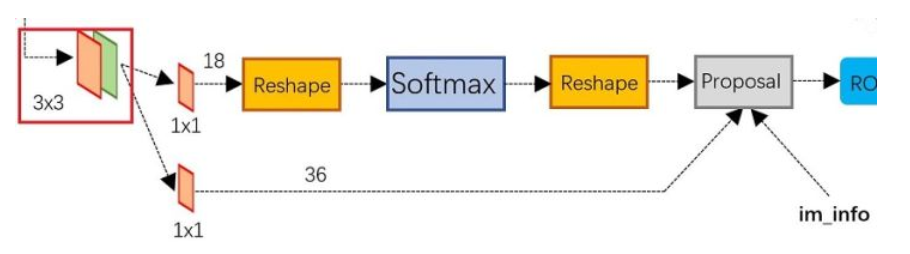 3x3
1x1
18
Reshape
Softmax
Reshape
Proposal
RO
1x1
36
im_info